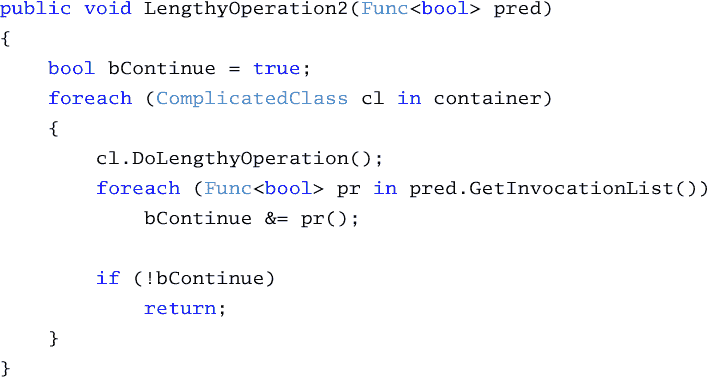 public void LengthyOperation2(Func<bool> pred)
{
    bool bContinue = true;
    foreach (ComplicatedClass cl in container)
    {
        cl.DoLengthyOperation();
        foreach (Func<bool> pr in pred.GetInvocationList())
            bContinue &= pr();

        if (!bContinue)
            return;
    }
}